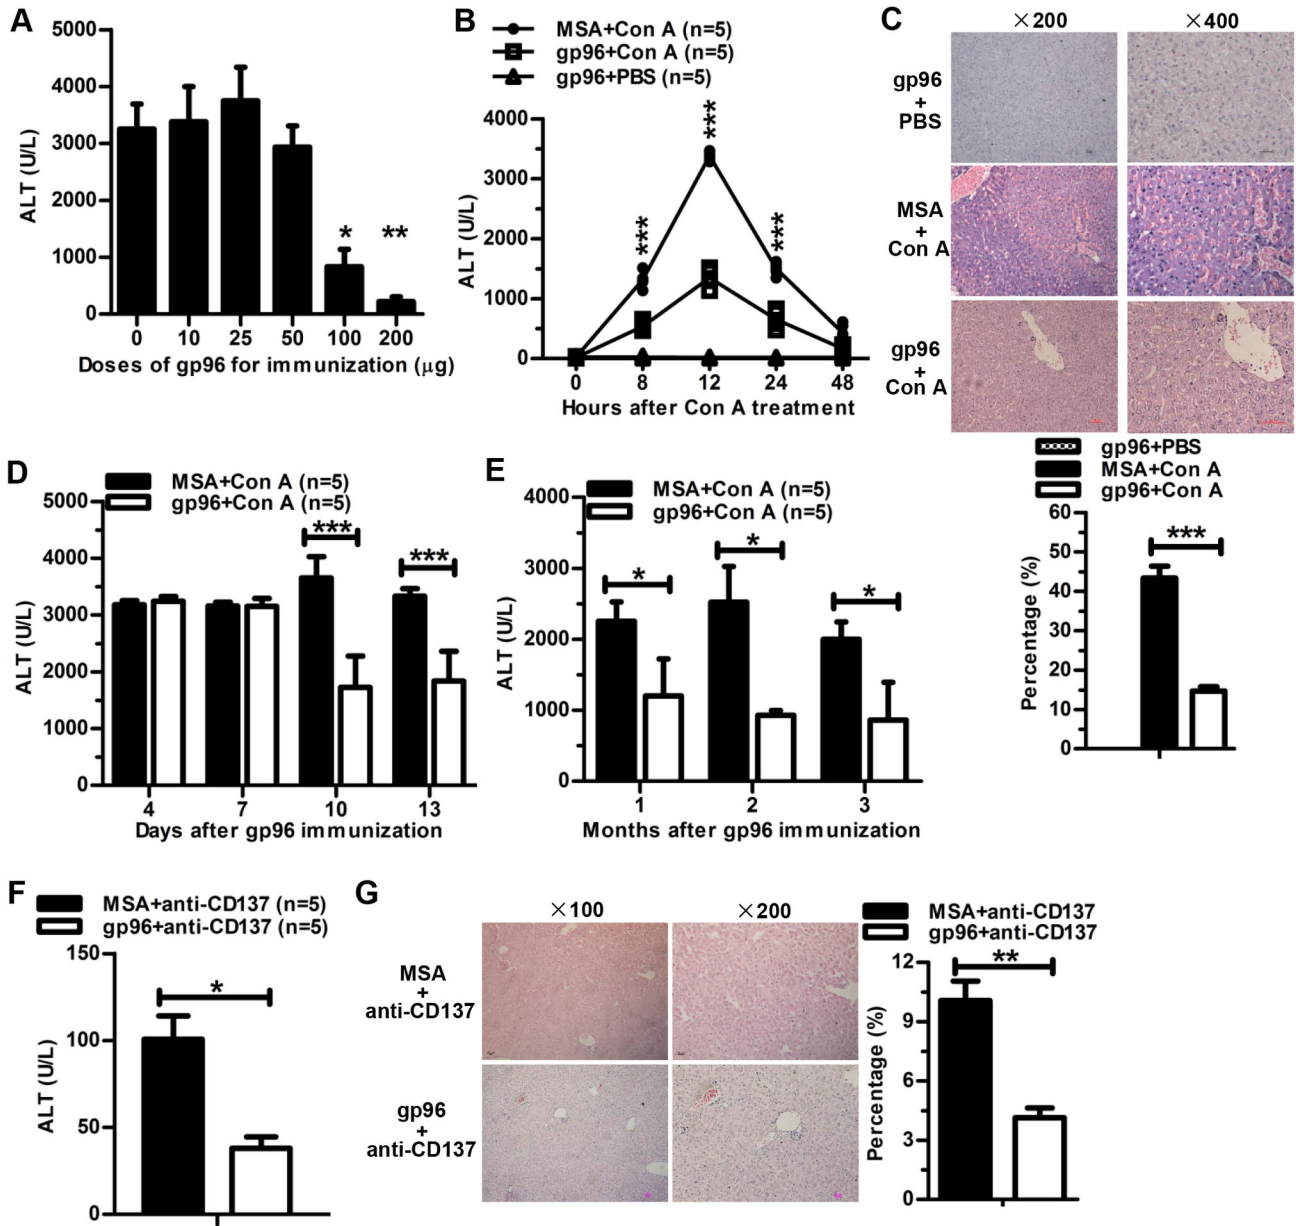 A
5000
4000
3000
2000
1000
0
ALT (U/L)
*
**
0 10 25 50 100 200
Doses of gp96 for immunization (μg)
B
MSA+Con A (n=5)
gp96+Con A (n=5)
gp96+PBS (n=5)
4000
3000
2000
1000
0
ALT (U/L)
***
***
***
0 8 12 24 48
Hours after Con A treatment
C
×200 ×400
gp96
+
PBS
MSA
+
Con A
gp96
+
Con A
gp96+PBS
MSA+Con A
gp96+Con A
60
50
40
30
20
10
0
Percentage (%)
***
D
MSA+Con A (n=5)
gp96+Con A (n=5)
5000
4000
3000
2000
1000
0
ALT (U/L)
***
***
4 7 10 13
Days after gp96 immunization
E
MSA+Con A (n=5)
gp96+Con A (n=5)
4000
3000
2000
1000
0
ALT (U/L)
*
*
*
1 2 3
Months after gp96 immunization
F
MSA+anti-CD137 (n=5)
gp96+anti-CD137 (n=5)
150
100
50
0
ALT (U/L)
*
G
×100 ×200
MSA
+
anti-CD137
gp96
+
anti-CD137
MSA+anti-CD137
gp96+anti-CD137
12
9
6
3
0
Percentage (%)
**